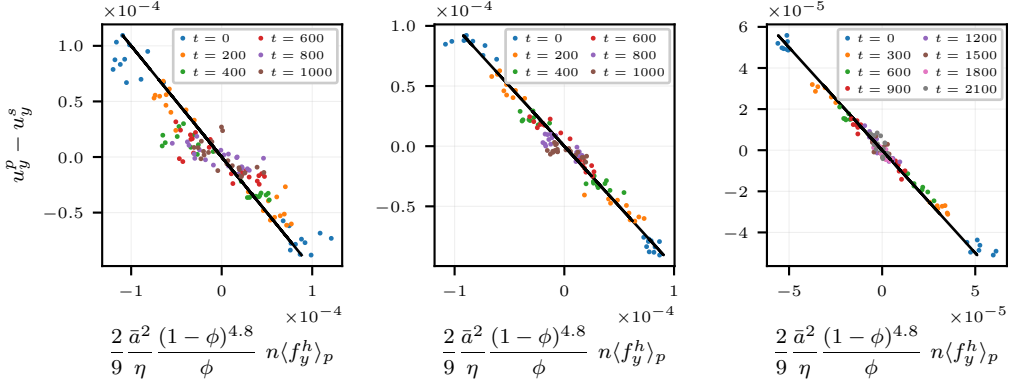 ×10⁻⁴
1.0
0.5
0.0
−0.5
u_y^p − u_y^s
t = 0
t = 200
t = 400
t = 600
t = 800
t = 1000
−1 0 1
×10⁻⁴
2/9 ā²/η (1 − ϕ)^4.8/ϕ n⟨f_y^h⟩_p
×10⁻⁴
1.0
0.5
0.0
−0.5
t = 0
t = 200
t = 400
t = 600
t = 800
t = 1000
−1 0 1
×10⁻⁴
2/9 ā²/η (1 − ϕ)^4.8/ϕ n⟨f_y^h⟩_p
×10⁻⁵
6
4
2
0
−2
−4
t = 0
t = 300
t = 600
t = 900
t = 1200
t = 1500
t = 1800
t = 2100
−5 0 5
×10⁻⁵
2/9 ā²/η (1 − ϕ)^4.8/ϕ n⟨f_y^h⟩_p